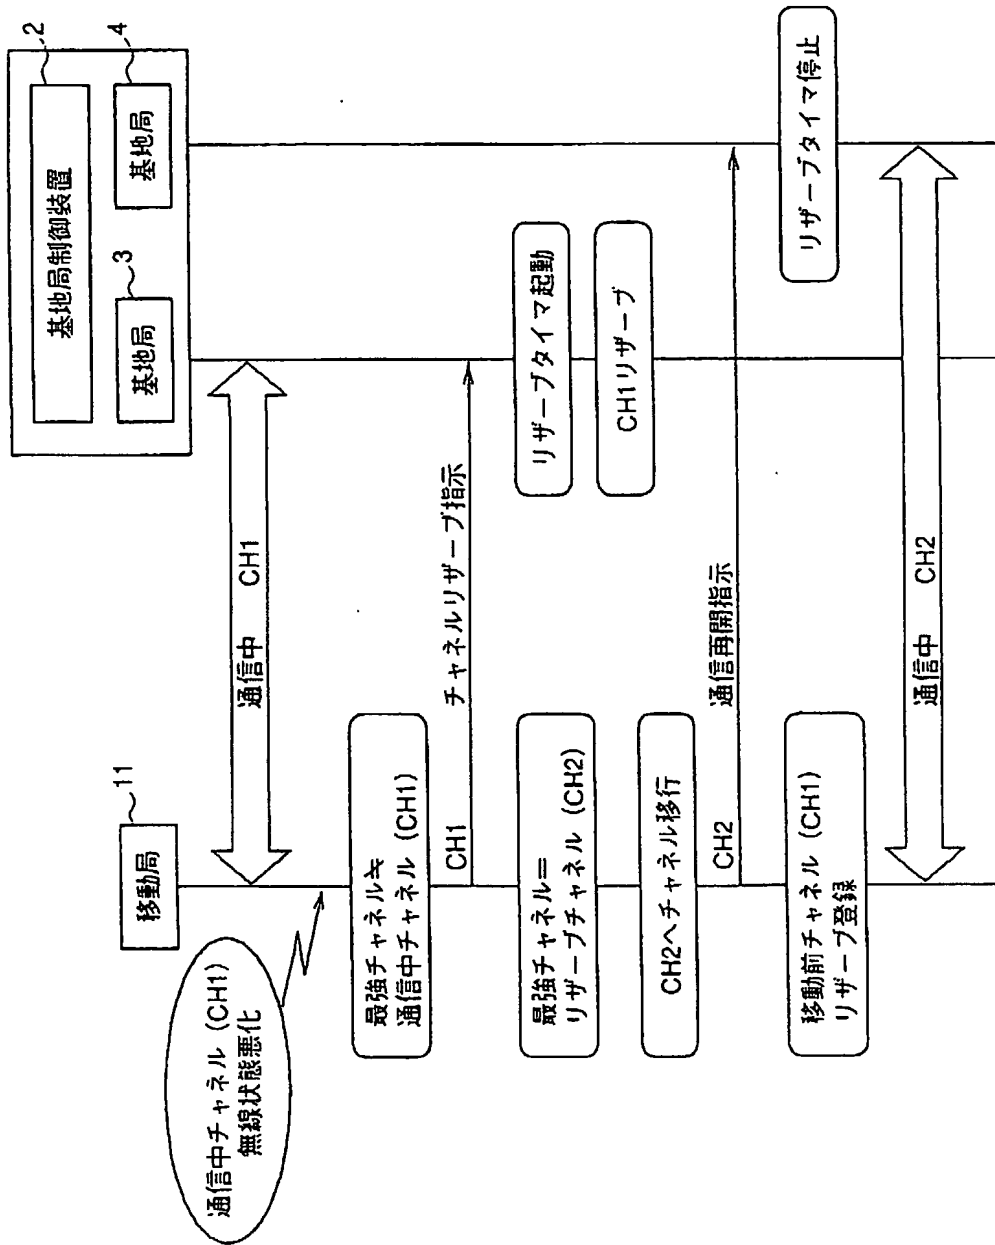 基地局制御装置
2
基地局
3
基地局
4
移動局
11
通信中 CH1
通信中チャネル (CH1)
無線状態悪化
最強チャネル≒
通信中チャネル (CH1)
CH1
チャネルリザーブ指示
最強チャネル＝
リザーブチャネル (CH2)
リザーブタイマ起動
CH1リザーブ
CH2へチャネル移行
CH2
通信再開指示
移動前チャネル (CH1)
リザーブ登録
リザーブタイマ停止
通信中 CH2